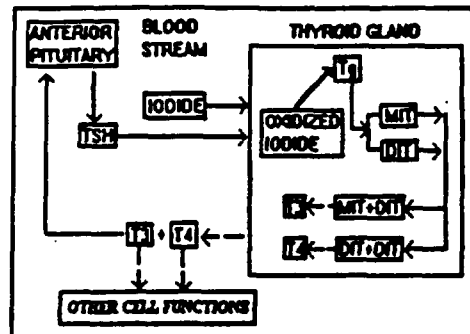 ANTERIOR
PITUITARY
BLOOD
STREAM
THYROID GLAND
IODIDE
TSH
Tg
OXIDIZED
IODIDE
MIT
DIT
T3
MIT+DIT
T4
DIT+DIT
T3 + T4
OTHER CELL FUNCTIONS